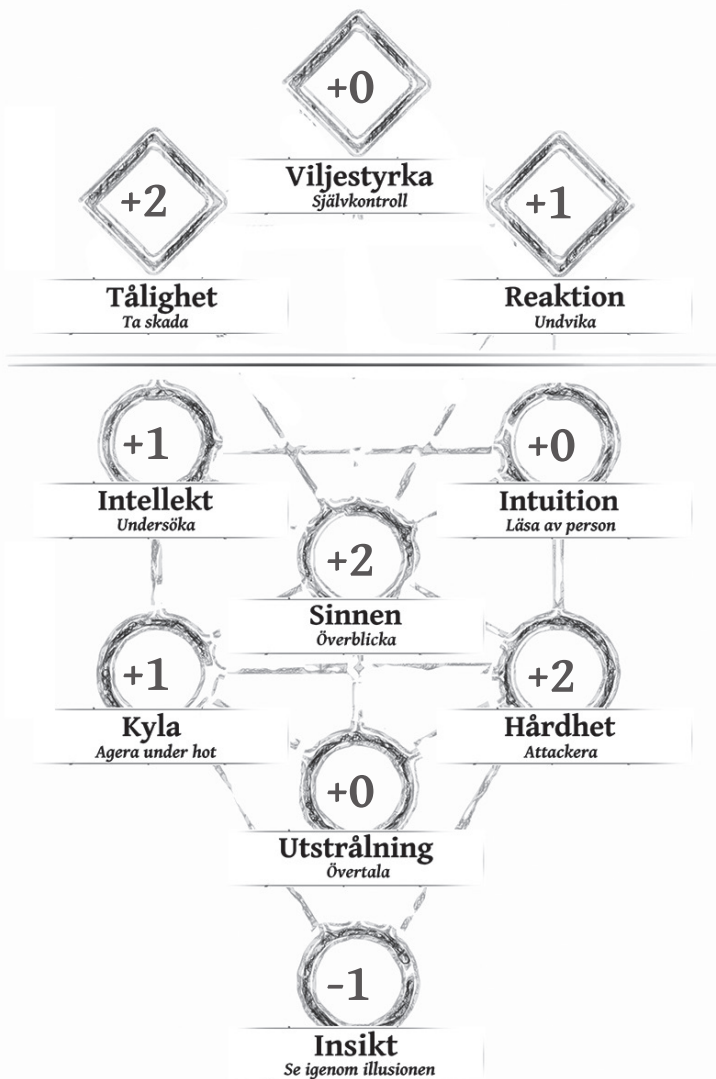 +0
Viljestyrka
Självkontroll
+2
Tålighet
Ta skada
+1
Reaktion
Undvika
+1
Intellekt
Undersöka
+0
Intuition
Läsa av person
+2
Sinnen
Överblicka
+1
Kyla
Agera under hot
+2
Hårdhet
Attackera
+0
Utstrålning
Övertala
-1
Insikt
Se igenom illusionen